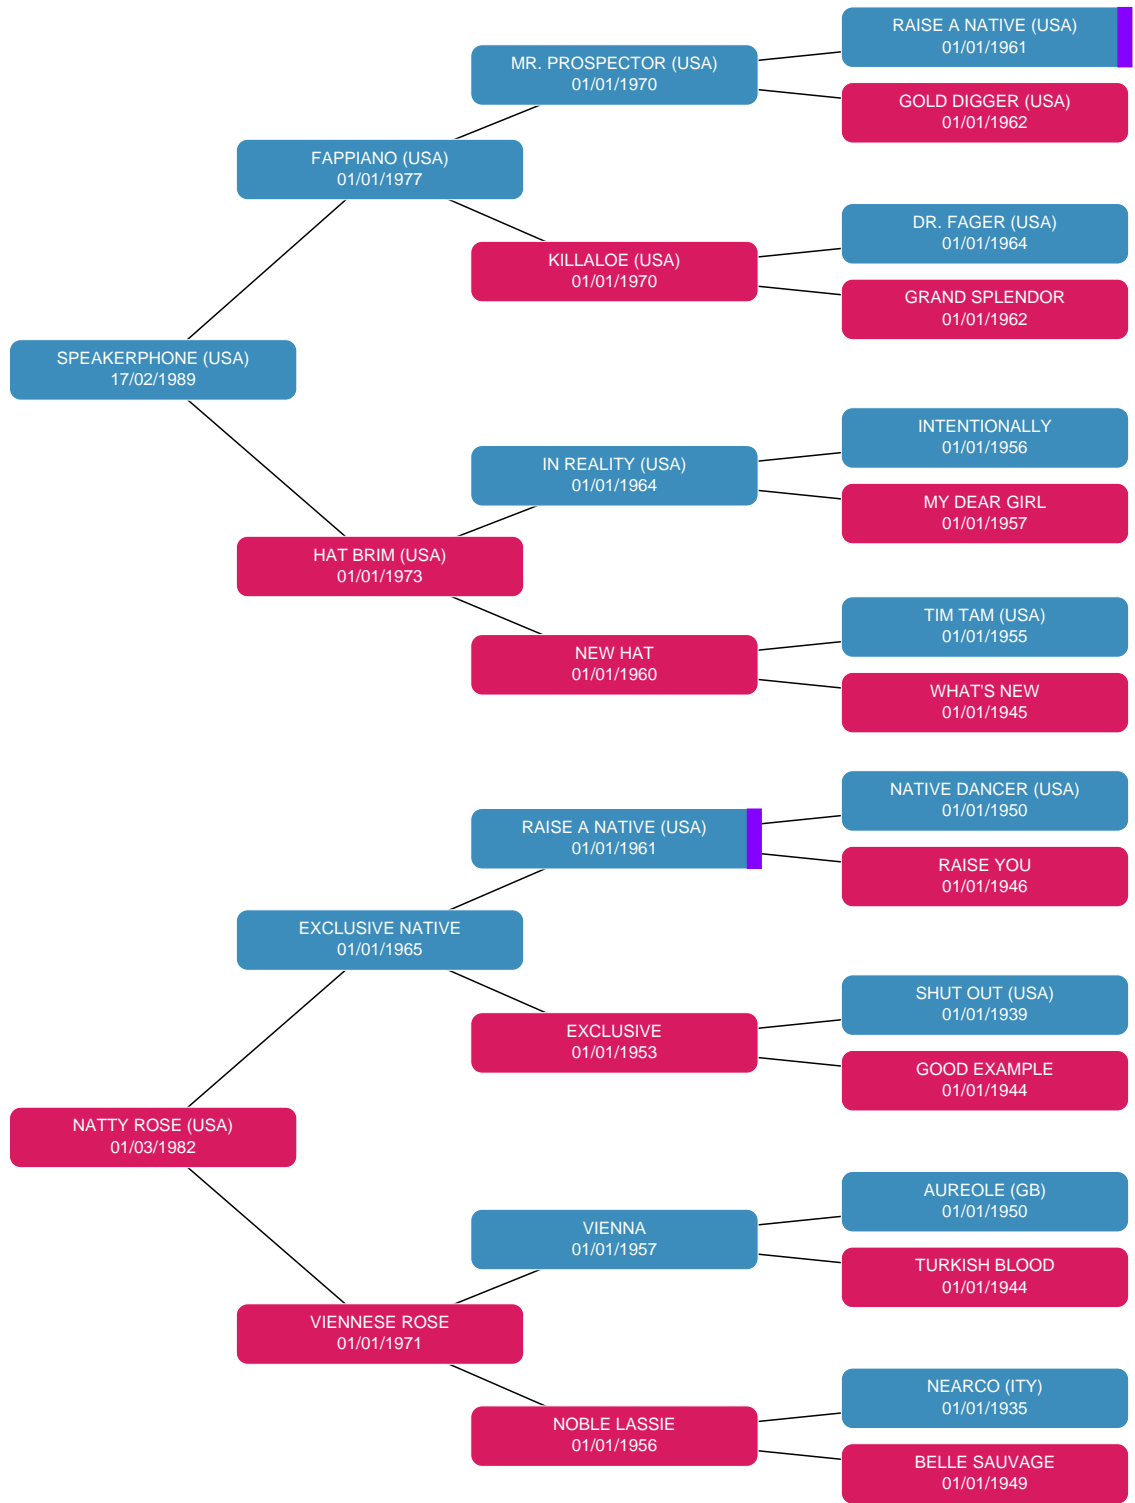 RAISE A NATIVE (USA)
01/01/1961
MR. PROSPECTOR (USA)
01/01/1970
GOLD DIGGER (USA)
01/01/1962
FAPPIANO (USA)
01/01/1977
DR. FAGER (USA)
01/01/1964
KILLALOE (USA)
01/01/1970
GRAND SPLENDOR
01/01/1962
SPEAKERPHONE (USA)
17/02/1989
INTENTIONALLY
01/01/1956
IN REALITY (USA)
01/01/1964
MY DEAR GIRL
01/01/1957
HAT BRIM (USA)
01/01/1973
TIM TAM (USA)
01/01/1955
NEW HAT
01/01/1960
WHAT'S NEW
01/01/1945
NATIVE DANCER (USA)
01/01/1950
RAISE A NATIVE (USA)
01/01/1961
RAISE YOU
01/01/1946
EXCLUSIVE NATIVE
01/01/1965
SHUT OUT (USA)
01/01/1939
EXCLUSIVE
01/01/1953
GOOD EXAMPLE
01/01/1944
NATTY ROSE (USA)
01/03/1982
AUREOLE (GB)
01/01/1950
VIENNA
01/01/1957
TURKISH BLOOD
01/01/1944
VIENNESE ROSE
01/01/1971
NEARCO (ITY)
01/01/1935
NOBLE LASSIE
01/01/1956
BELLE SAUVAGE
01/01/1949